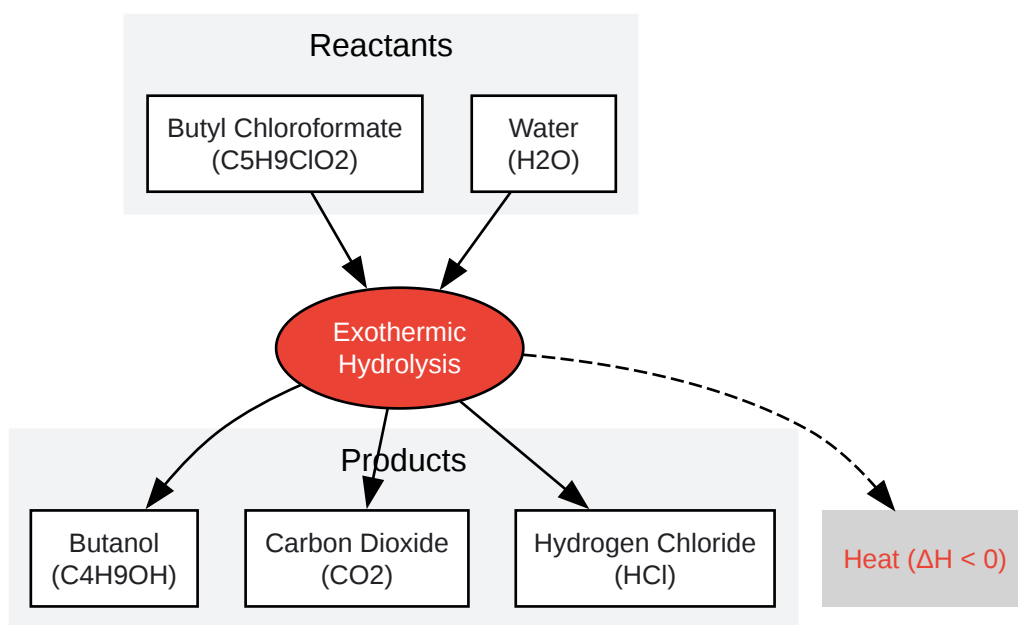 Reactants
Butyl Chloroformate
(C5H9ClO2)
Water
(H2O)
Exothermic
Hydrolysis
Products
Butanol
(C4H9OH)
Carbon Dioxide
(CO2)
Hydrogen Chloride
(HCl)
Heat (ΔH < 0)